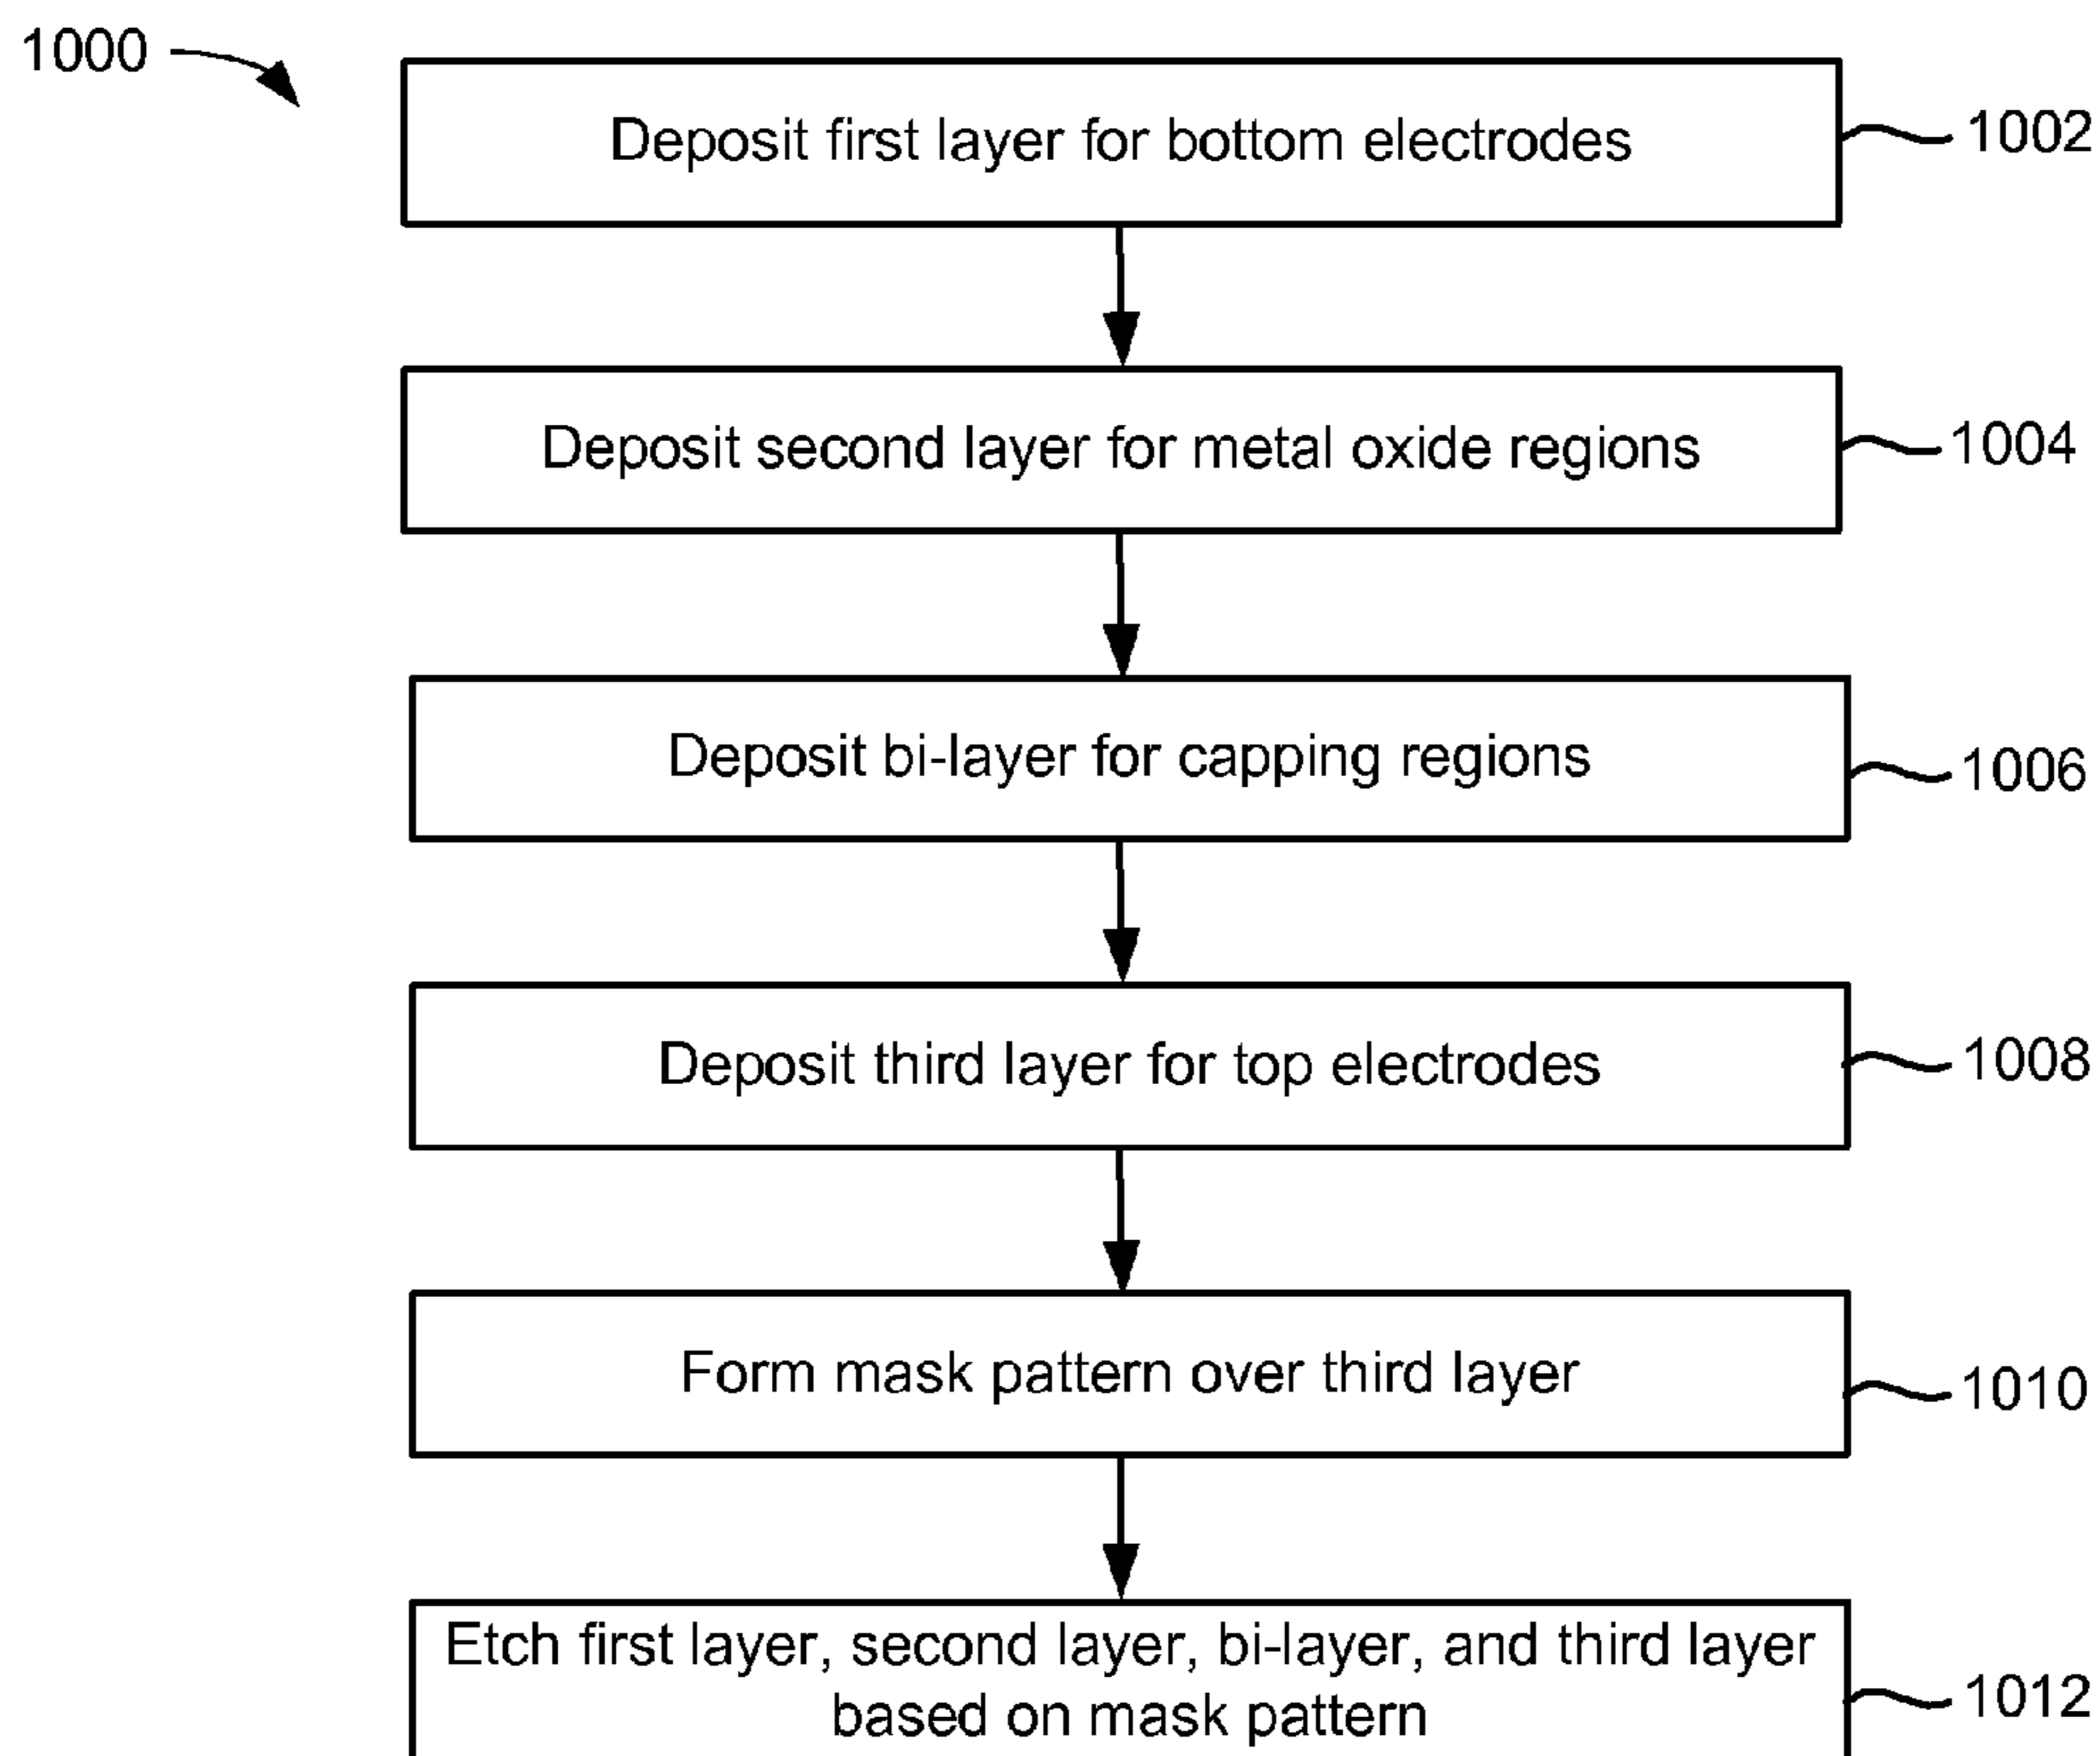 1000
Deposit first layer for bottom electrodes
1002
Deposit second layer for metal oxide regions
1004
Deposit bi-layer for capping regions
1006
Deposit third layer for top electrodes
1008
Form mask pattern over third layer
1010
Etch first layer, second layer, bi-layer, and third layer
based on mask pattern
1012